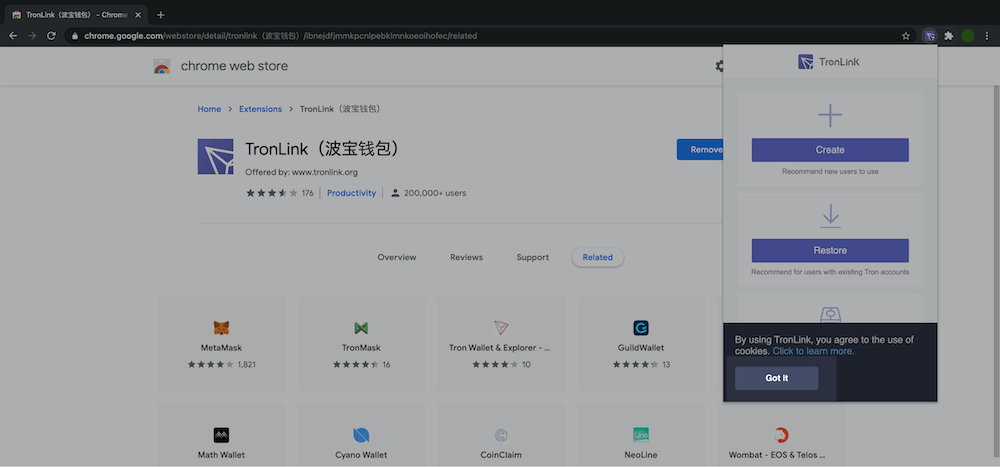 TronLink（波宝钱包） - Chrome
chrome.google.com/webstore/detail/tronlink（波宝钱包）/ibnejdfjmmkpcnlpebklmnkoeoihofec/related
chrome web store
TronLink
Home > Extensions > TronLink（波宝钱包）
TronLink（波宝钱包）
Offered by: www.tronlink.org
176 Productivity 200,000+ users
Remove
Create
Recommend new users to use
Restore
Recommend for users with existing Tron accounts
Overview Reviews Support Related
MetaMask TronMask Tron Wallet & Explorer - ... GuildWallet
1,821 16 10 13
By using TronLink, you agree to the use of
cookies. Click to learn more.
Got it
Math Wallet Cyano Wallet CoinClaim NeoLine Wombat - EOS & Telos ...
Lino